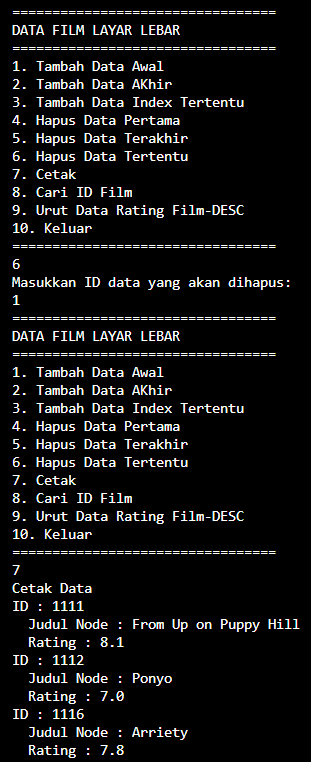 =================================
DATA FILM LAYAR LEBAR
=================================
1. Tambah Data Awal
2. Tambah Data AKhir
3. Tambah Data Index Tertentu
4. Hapus Data Pertama
5. Hapus Data Terakhir
6. Hapus Data Tertentu
7. Cetak
8. Cari ID Film
9. Urut Data Rating Film-DESC
10. Keluar
=================================
6
Masukkan ID data yang akan dihapus:
1
=================================
DATA FILM LAYAR LEBAR
=================================
1. Tambah Data Awal
2. Tambah Data AKhir
3. Tambah Data Index Tertentu
4. Hapus Data Pertama
5. Hapus Data Terakhir
6. Hapus Data Tertentu
7. Cetak
8. Cari ID Film
9. Urut Data Rating Film-DESC
10. Keluar
=================================
7
Cetak Data
ID : 1111
  Judul Node : From Up on Puppy Hill
  Rating : 8.1
ID : 1112
  Judul Node : Ponyo
  Rating : 7.0
ID : 1116
  Judul Node : Arriety
  Rating : 7.8